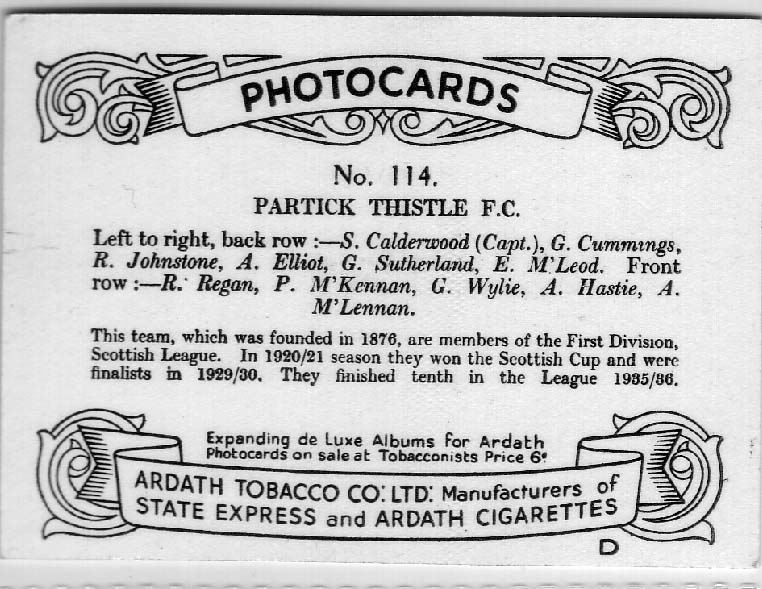 PHOTOCARDS
No. 114.
PARTICK THISTLE F.C.
Left to right, back row :—S. Calderwood (Capt.), G. Cummings,
R. Johnstone, A. Elliot, G. Sutherland, E. M'Leod. Front
row :—R. Regan, P. M'Kennan, G. Wylie, A. Hastie, A.
M'Lennan.
This team, which was founded in 1876, are members of the First Division,
Scottish League. In 1920/21 season they won the Scottish Cup and were
finalists in 1929/30. They finished tenth in the League 1935/36.
Expanding de Luxe Albums for Ardath
Photocards on sale at Tobacconists Price 6ᵈ
ARDATH TOBACCO CO: LTD: Manufacturers of
STATE EXPRESS and ARDATH CIGARETTES
D